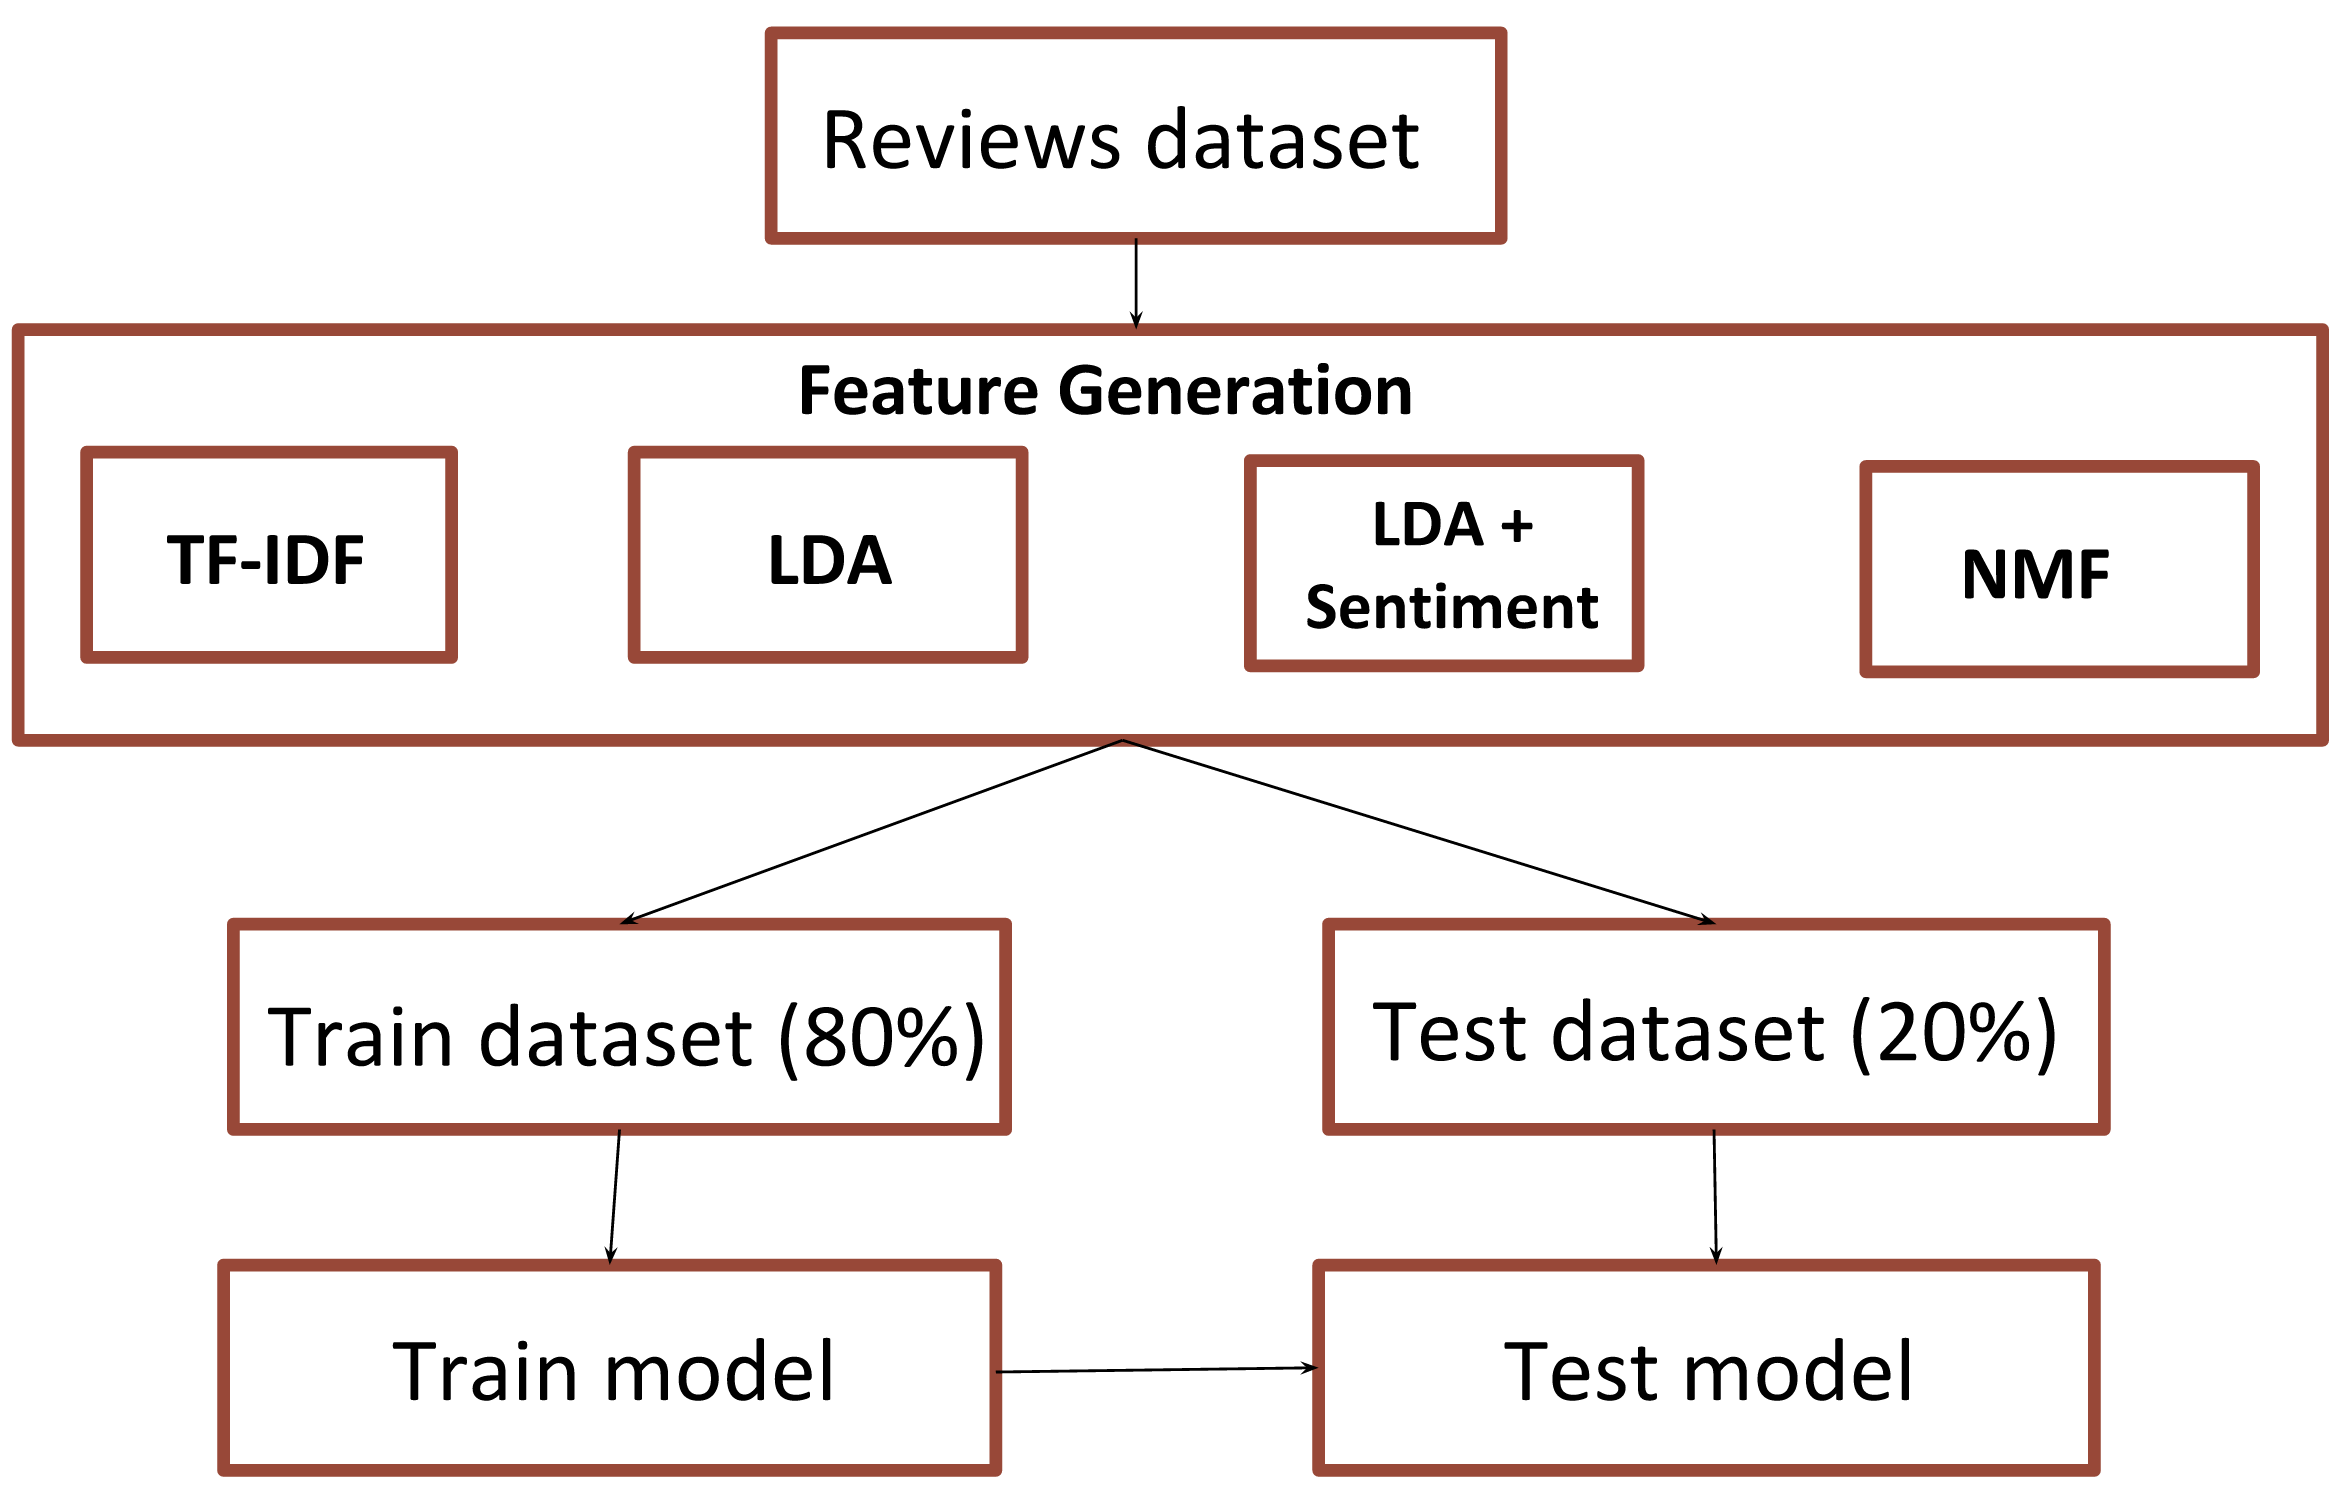 Reviews dataset
Feature Generation
TF-IDF
LDA
LDA +
Sentiment
NMF
Train dataset (80%)
Test dataset (20%)
Train model
Test model